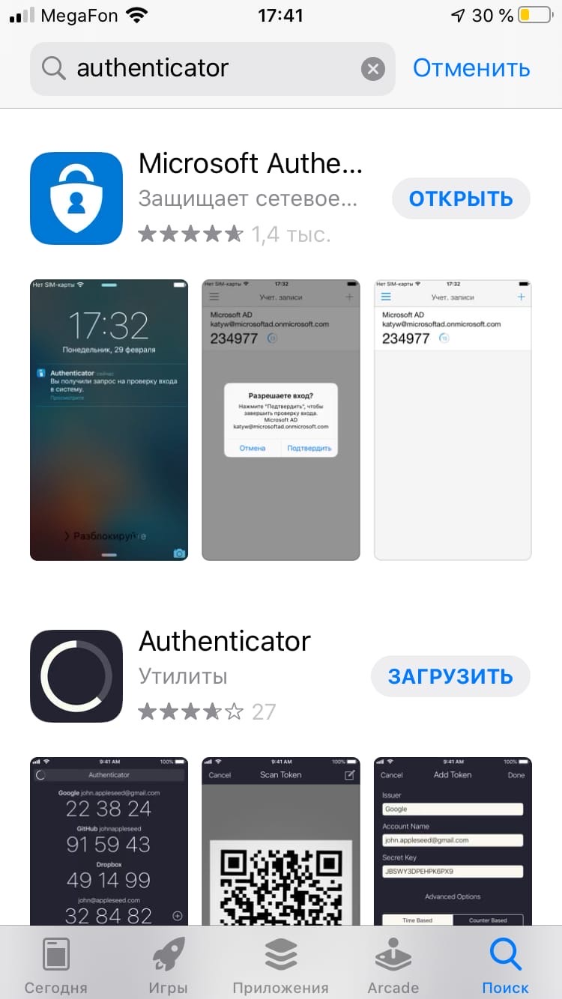 MegaFon 17:41 30 %
authenticator Отменить
Microsoft Authe...
Защищает сетевое...
ОТКРЫТЬ
1,4 тыс.
Нет SIM-карты
17:32
Понедельник, 29 февраля
Authenticator сейчас
Вы получили запрос на проверку входа
в систему.
Просмотрите
Разблокируйте
Нет SIM-карты 17:32
Учет. записи
Microsoft AD
katyw@microsoftad.onmicrosoft.com
234977
Разрешаете вход?
Нажмите "Подтвердить", чтобы
завершить проверку входа.
Microsoft AD
katyw@microsoftad.onmicrosoft.com
Отмена Подтвердить
Нет SIM-карты 17:32
Учет. записи
Microsoft AD
katyw@microsoftad.onmicrosoft.com
234977
Authenticator
Утилиты
ЗАГРУЗИТЬ
27
9:41 AM 100%
Authenticator
Google john.appleseed@gmail.com
22 38 24
GitHub johnappleseed
91 59 43
Dropbox
49 14 99
john@appleseed.com
32 84 82
9:41 AM 100%
Cancel Scan Token
9:41 AM 100%
Cancel Add Token Done
Issuer
Google
Account Name
john.appleseed@gmail.com
Secret Key
JBSWY3DPEHPK6PX9
Advanced Options
Time Based Counter Based
Сегодня Игры Приложения Arcade Поиск